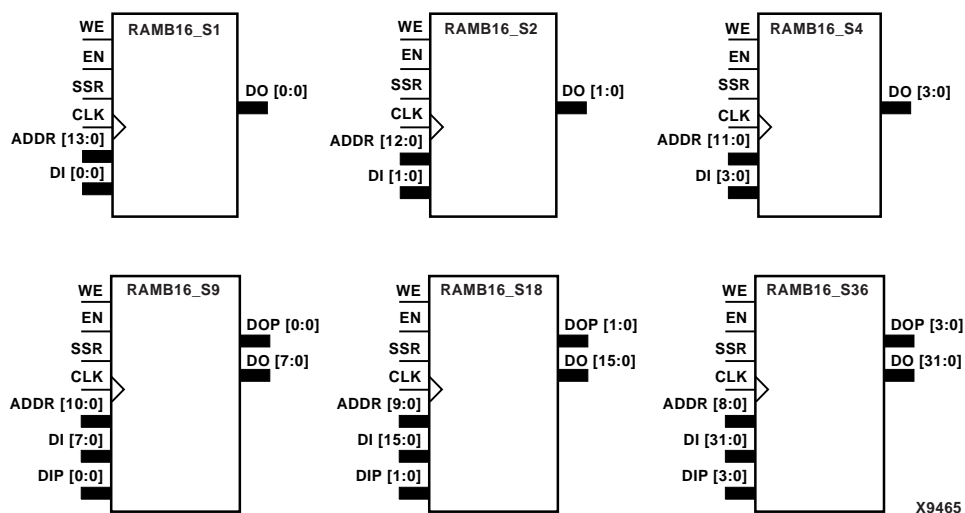 RAMB16_S1
WE
EN
SSR
CLK
ADDR [13:0]
DI [0:0]
DO [0:0]
RAMB16_S2
WE
EN
SSR
CLK
ADDR [12:0]
DI [1:0]
DO [1:0]
RAMB16_S4
WE
EN
SSR
CLK
ADDR [11:0]
DI [3:0]
DO [3:0]
RAMB16_S9
WE
EN
SSR
CLK
ADDR [10:0]
DI [7:0]
DIP [0:0]
DOP [0:0]
DO [7:0]
RAMB16_S18
WE
EN
SSR
CLK
ADDR [9:0]
DI [15:0]
DIP [1:0]
DOP [1:0]
DO [15:0]
RAMB16_S36
WE
EN
SSR
CLK
ADDR [8:0]
DI [31:0]
DIP [3:0]
DOP [3:0]
DO [31:0]
X9465